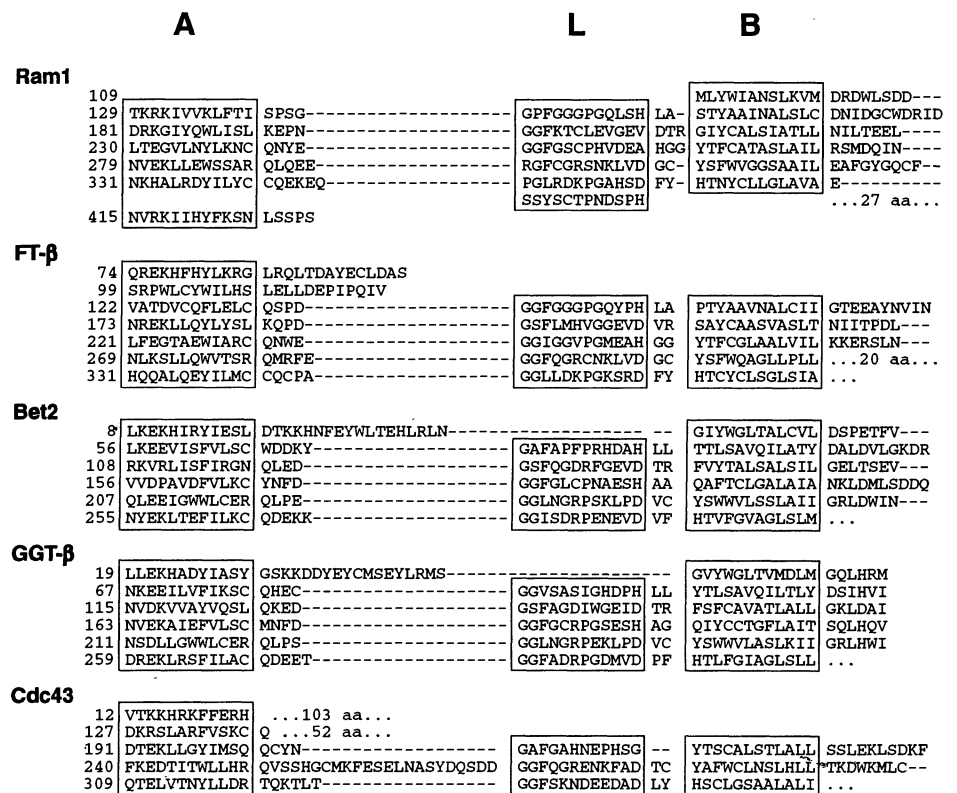 A L B
Ram1
109 MLYWIANSLKVM DRDWLSDD---
129 TKRKIVVKLFTI SPSG----------------- GPFGGGPGQLSH LA- STYAAINALSLC DNIDGCWDRID
181 DRKGIYQWLISL KEPN----------------- GGFKTCLEVGEV DTR GIYCALSIATLL NILTEEL----
230 LTEGVLNYLKNC QNYE----------------- GGFGSCPHVDEA HGG YTFCATASLAIL RSMDQIN----
279 NVEKLLEWSSAR QLQEE---------------- RGFCGRSNKLVD GC- YSFWVGGSAAIL EAFGYGQCF--
331 NKHALRDYILYC CQEKEQ--------------- PGLRDKPGAHSD FY- HTNYCLLGLAVA E----------
SSYSCTPNDSPH ...27 aa...
415 NVRKIIHYFKSN LSSPS
FT-β
74 QREKHFHYLKRG LRQLTDAYECLDAS
99 SRPWLCYWILHS LELLDEPIPQIV
122 VATDVCQFLELC QSPD----------------- GGFGGGPGQYPH LA PTYAAVNALCII GTEEAYNVIN
173 NREKLLQYLYSL KQPD----------------- GSFLMHVGGEVD VR SAYCAASVASLT NIITPDL---
221 LFEGTAEWIARC QNWE----------------- GGIGGVPGMEAH GG YTFCGLAALVIL KKERSLN---
269 NLKSLLQWVTSR QMRFE---------------- GGFQGRCNKLVD GC YSFWQAGLLPLL ...20 aa...
331 HQQALQEYILMC CQCPA---------------- GGLLDKPGKSRD FY HTCYCLSGLSIA ...
Bet2
8 LKEKHIRYIESL DTKKHNFEYWLTEHLRLN------------------- GIYWGLTALCVL DSPETFV---
56 LKEEVISFVLSC WDDKY---------------- GAFAPFPRHDAH LL TTLSAVQILATY DALDVLGKDR
108 RKVRLISFIRGN QLED----------------- GSFQGDRFGEVD TR FVYTALSALSIL GELTSEV---
156 VVDPAVDFVLKC YNFD----------------- GGFGLCPNAESH AA QAFTCLGALAIA NKLDMLSDDQ
207 QLEEIGWWLCER QLPE----------------- GGLNGRPSKLPD VC YSWWVLSSLAII GRLDWIN---
255 NYEKLTEFILKC QDEKK---------------- GGISDRPENEVD VF HTVFGVAGLSLM ...
GGT-β
19 LLEKHADYIASY GSKKDDYEYCMSEYLRMS------------------- GVYWGLTVMDLM GQLHRM
67 NKEEILVFIKSC QHEC----------------- GGVSASIGHDPH LL YTLSAVQILTLY DSIHVI
115 NVDKVVAYVQSL QKED----------------- GSFAGDIWGEID TR FSFCAVATLALL GKLDAI
163 NVEKAIEFVLSC MNFD----------------- GGFGCRPGSESH AG QIYCCTGFLAIT SQLHQV
211 NSDLLGWWLCER QLPS----------------- GGLNGRPEKLPD VC YSWWVLASLKII GRLHWI
259 DREKLRSFILAC QDEET---------------- GGFADRPGDMVD PF HTLFGIAGLSLL ...
Cdc43
12 VTKKHRKFFERH ...103 aa...
127 DKRSLARFVSKC Q ...52 aa...
191 DTEKLLGYIMSQ QCYN---------------- GAFGAHNEPHSG -- YTSCALSTLALL SSLEKLSDKF
240 FKEDTITWLLHR QVSSHGCMKFESELNASYDQSDD GGFQGRENKFAD TC YAFWCLNSLHLL TKDWKMLC--
309 QTELVTNYLLDR TQKTLT-------------- GGFSKNDEEDAD LY HSCLGSAALALI ...